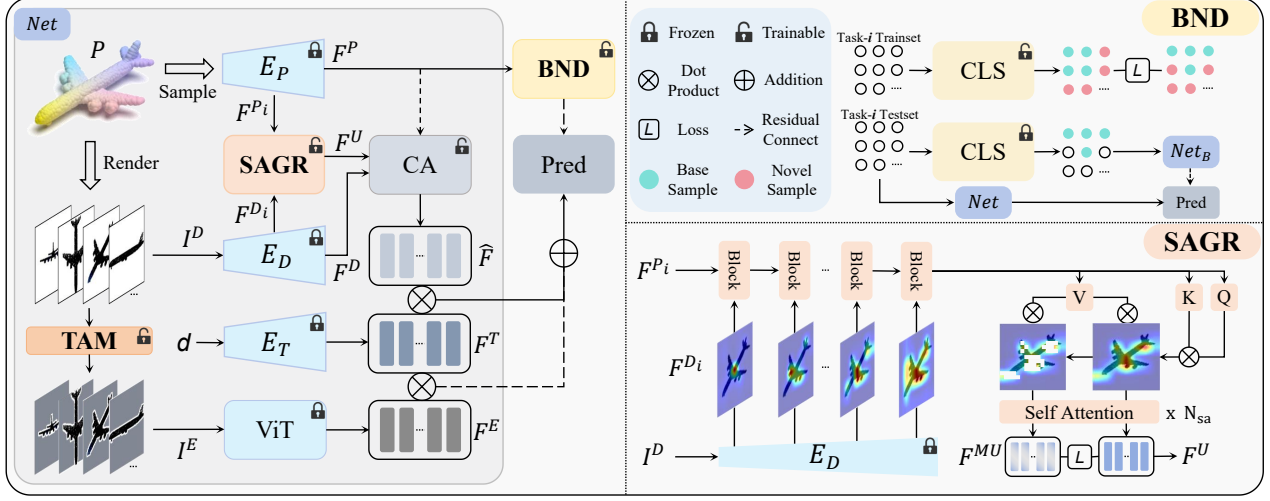 Net
P
Sample
E_P
F^P
BND
F^{P_i}
Render
SAGR
F^U
CA
Pred
F^{D_i}
I^D
E_D
F^D
...
F̂
...
TAM
d
E_T
...
F^T
I^E
ViT
...
F^E
...
Frozen
Trainable
Dot
Product
Addition
L
Loss
Residual
Connect
Base
Sample
Novel
Sample
BND
Task-i Trainset
....
CLS
....
L
....
Task-i Testset
....
CLS
....
Net_B
Net
Pred
SAGR
F^{P_i}
Block
Block
...
Block
Block
V
K
Q
F^{D_i}
...
Self Attention
x N_sa
I^D
E_D
F^{MU}
...
L
...
F^U